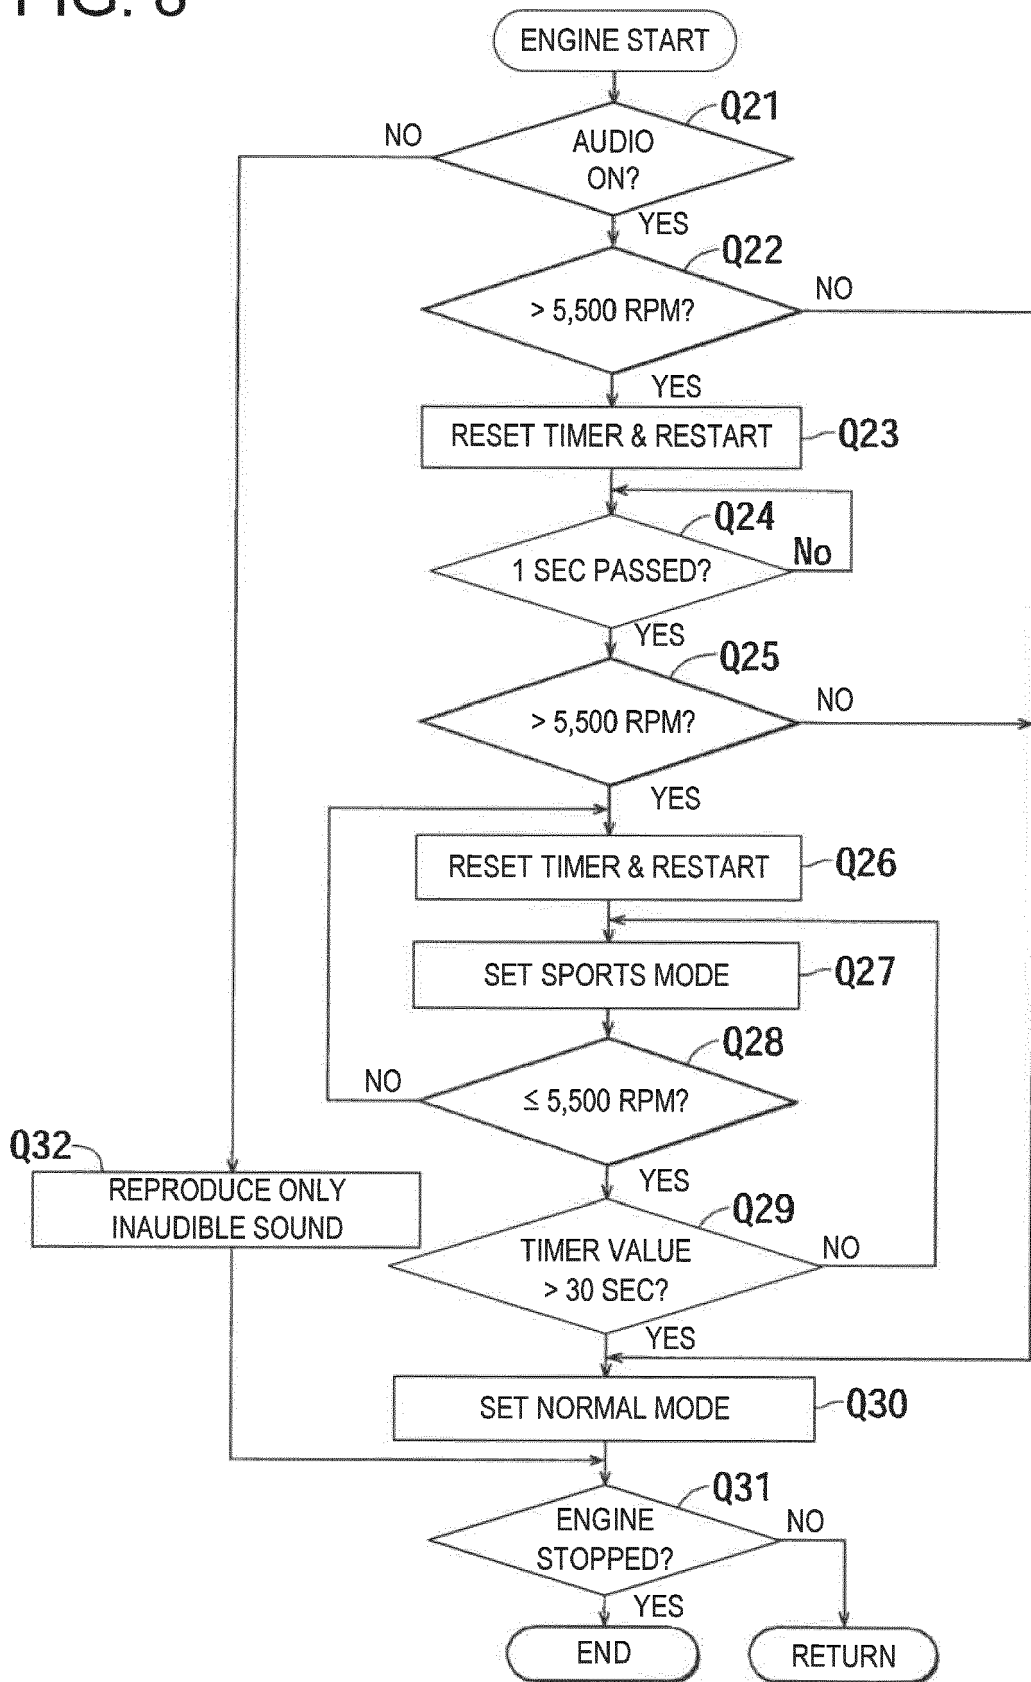 ENGINE START
Q21
NO
AUDIO
ON?
YES
Q22
NO
> 5,500 RPM?
YES
RESET TIMER & RESTART
Q23
Q24
No
1 SEC PASSED?
YES
Q25
NO
> 5,500 RPM?
YES
RESET TIMER & RESTART
Q26
SET SPORTS MODE
Q27
Q28
NO
≤ 5,500 RPM?
Q32
YES
REPRODUCE ONLY
INAUDIBLE SOUND
Q29
TIMER VALUE
> 30 SEC?
NO
YES
SET NORMAL MODE
Q30
Q31
ENGINE
STOPPED?
NO
YES
END
RETURN